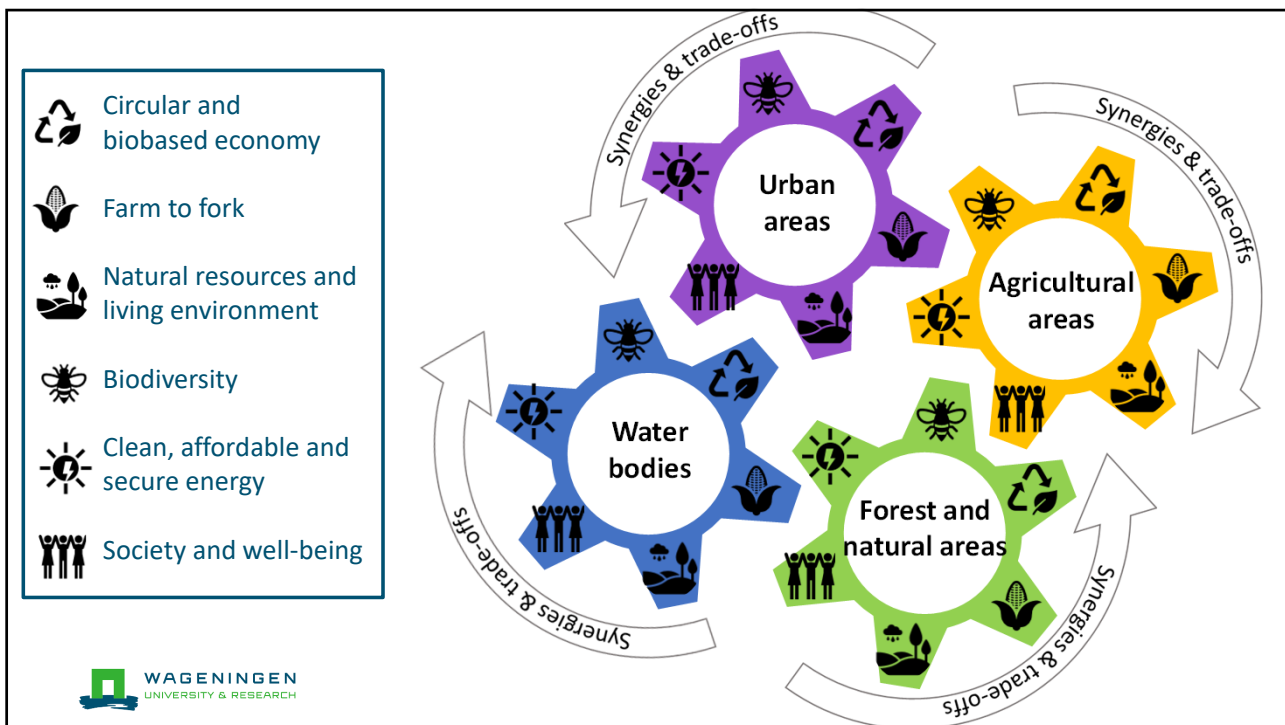 Circular and
biobased economy
Farm to fork
Natural resources and
living environment
Biodiversity
Clean, affordable and
secure energy
Society and well-being
WAGENINGEN
UNIVERSITY & RESEARCH
Synergies & trade-offs
Urban
areas
Synergies & trade-offs
Agricultural
areas
Water
bodies
Synergies & trade-offs
Forest and
natural areas
Synergies & trade-offs